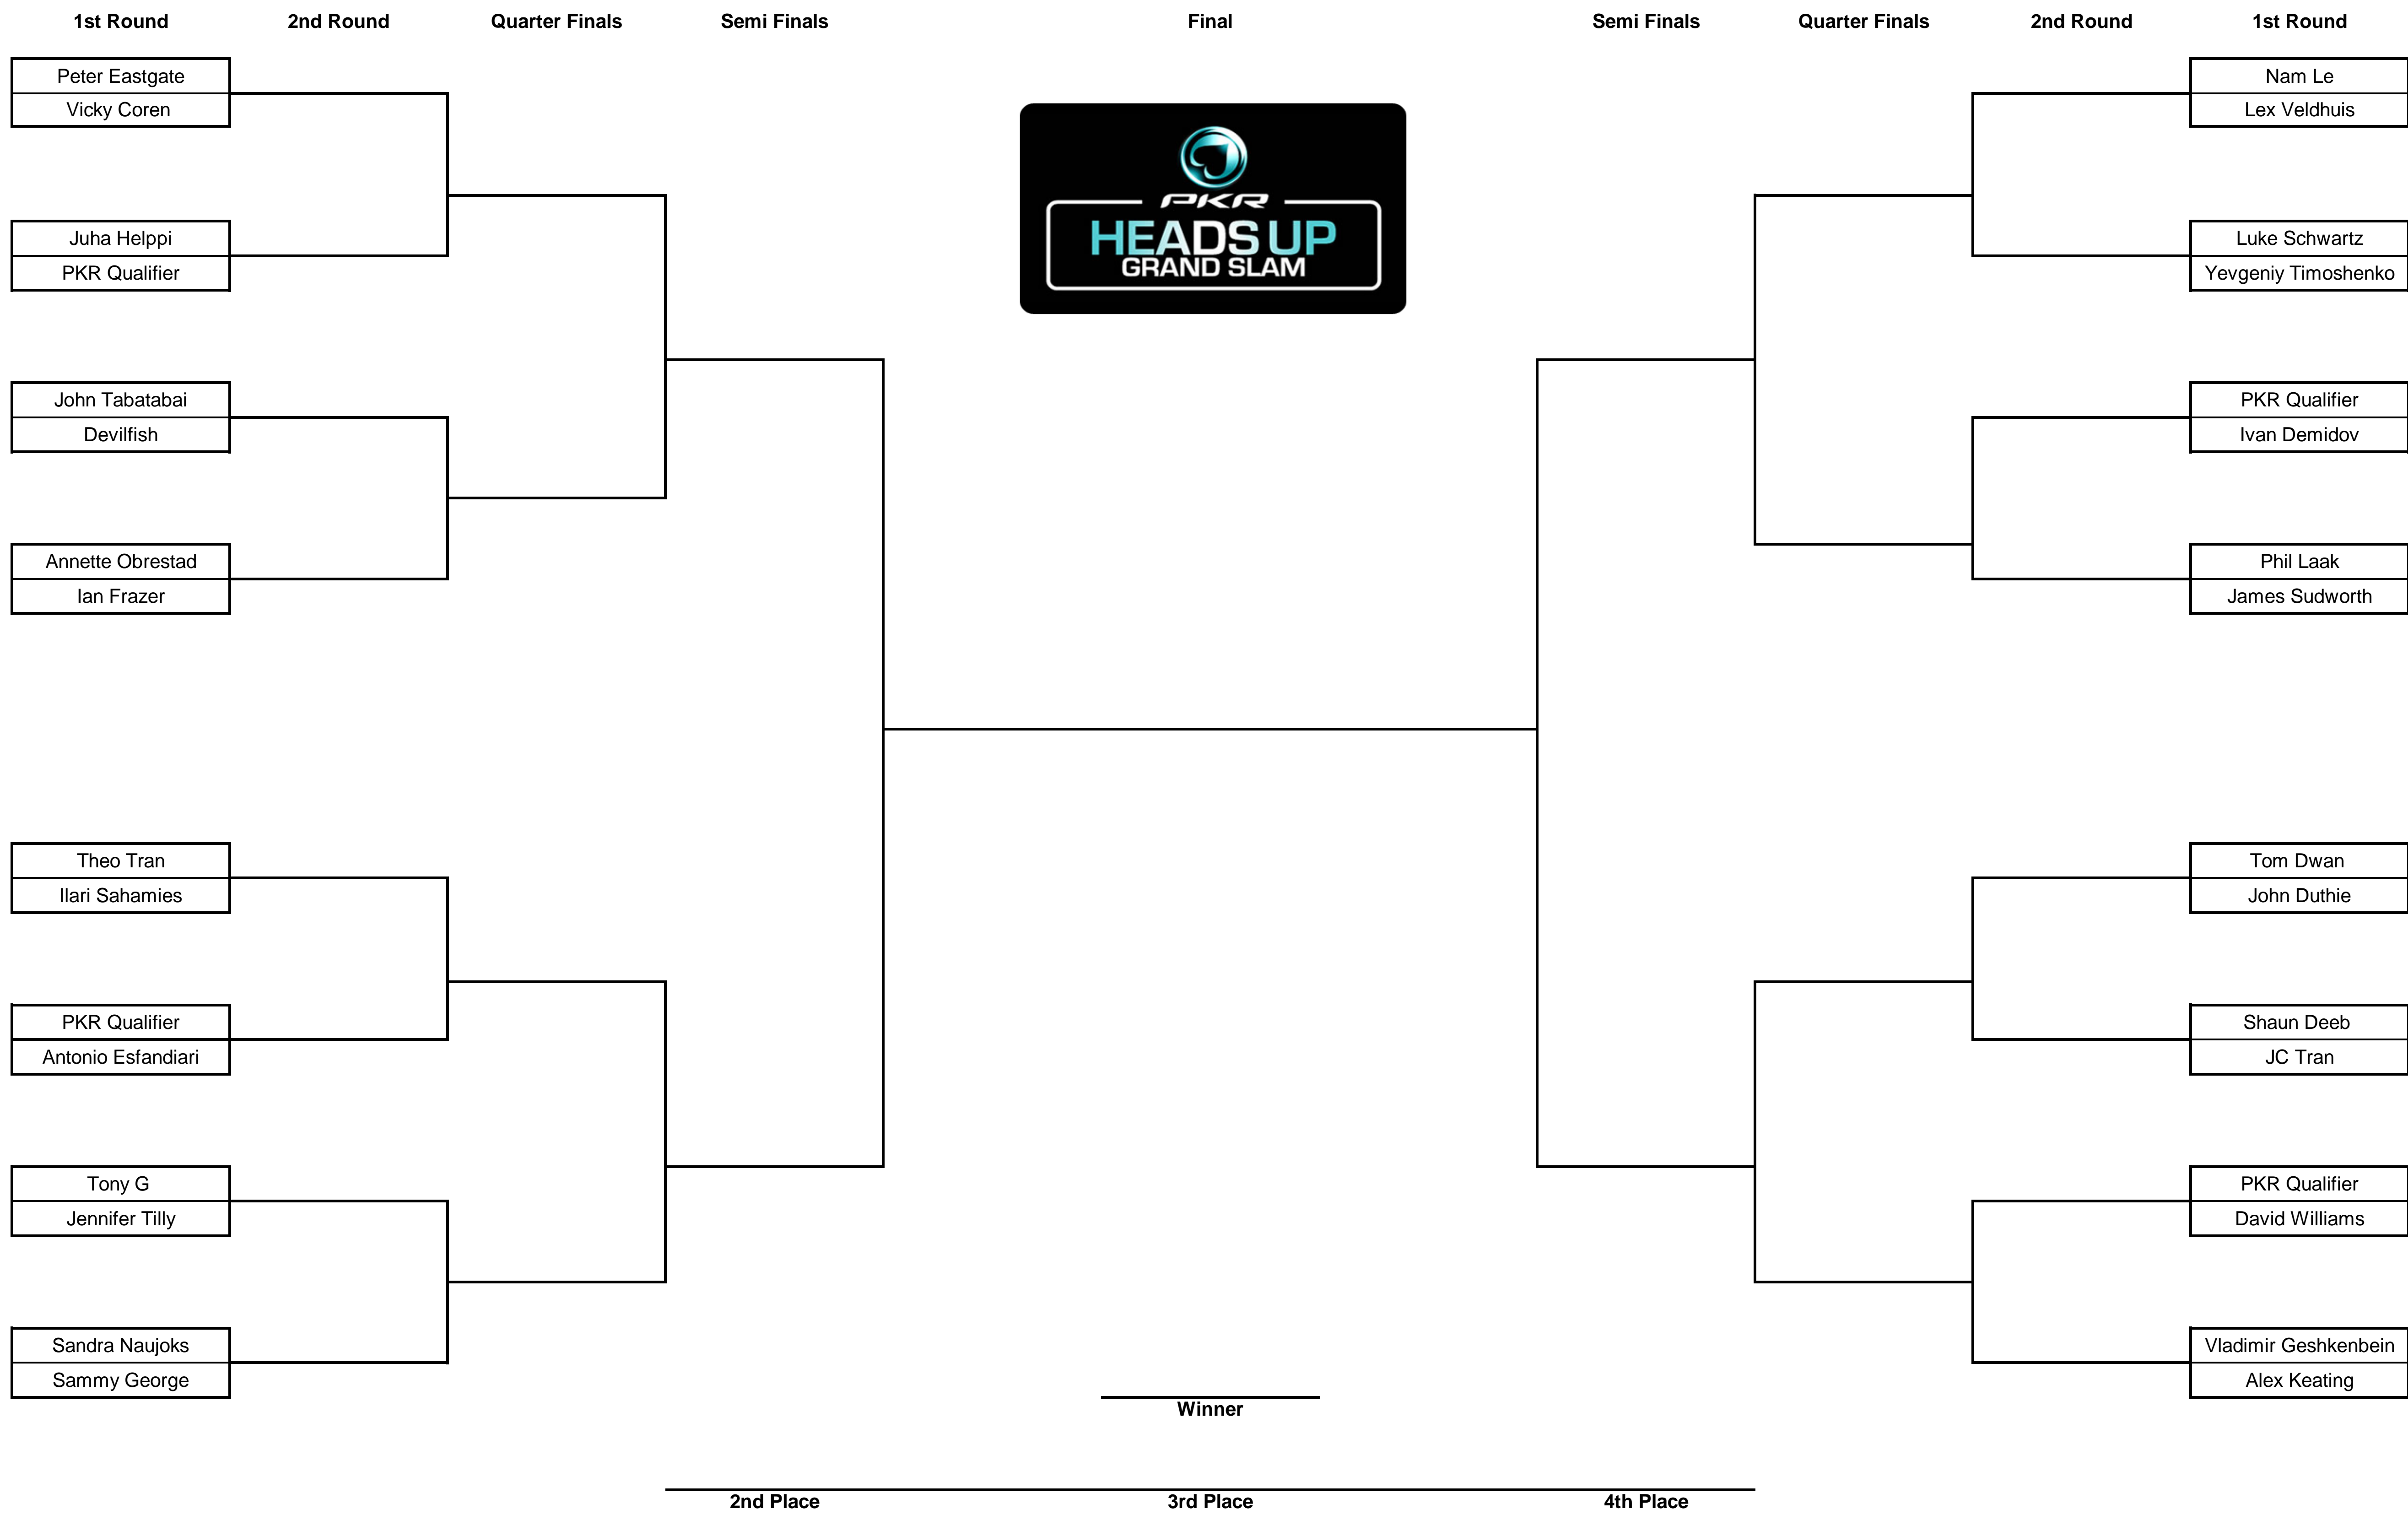 1st Round
2nd Round
Quarter Finals
Semi Finals
Final
Semi Finals
Quarter Finals
2nd Round
1st Round
Peter Eastgate
Vicky Coren
Juha Helppi
PKR Qualifier
John Tabatabai
Devilfish
Annette Obrestad
Ian Frazer
Theo Tran
Ilari Sahamies
PKR Qualifier
Antonio Esfandiari
Tony G
Jennifer Tilly
Sandra Naujoks
Sammy George
PKR
HEADS UP
GRAND SLAM
Nam Le
Lex Veldhuis
Luke Schwartz
Yevgeniy Timoshenko
PKR Qualifier
Ivan Demidov
Phil Laak
James Sudworth
Tom Dwan
John Duthie
Shaun Deeb
JC Tran
PKR Qualifier
David Williams
Vladimir Geshkenbein
Alex Keating
Winner
2nd Place
3rd Place
4th Place